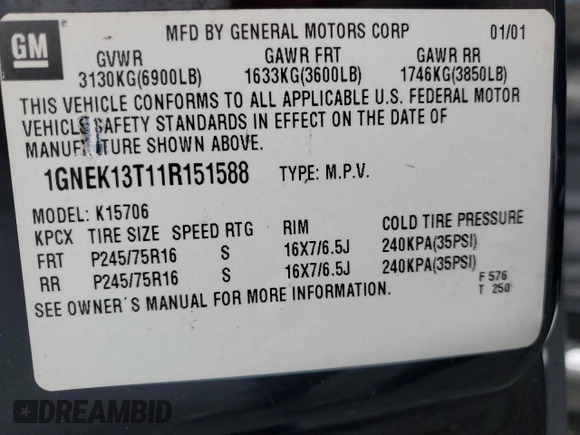 GM
MFD BY GENERAL MOTORS CORP 01/01
GVWR GAWR FRT GAWR RR
3130KG(6900LB) 1633KG(3600LB) 1746KG(3850LB)
THIS VEHICLE CONFORMS TO ALL APPLICABLE U.S. FEDERAL MOTOR
VEHICLE SAFETY STANDARDS IN EFFECT ON THE DATE OF
MANUFACTURE SHOWN ABOVE.
1GNEK13T11R151588 TYPE: M.P.V.
MODEL: K15706
KPCX TIRE SIZE SPEED RTG RIM COLD TIRE PRESSURE
FRT P245/75R16 S 16X7/6.5J 240KPA(35PSI)
RR P245/75R16 S 16X7/6.5J 240KPA(35PSI)
SEE OWNER'S MANUAL FOR MORE INFORMATION.
F 576
T 250
DREAMBID